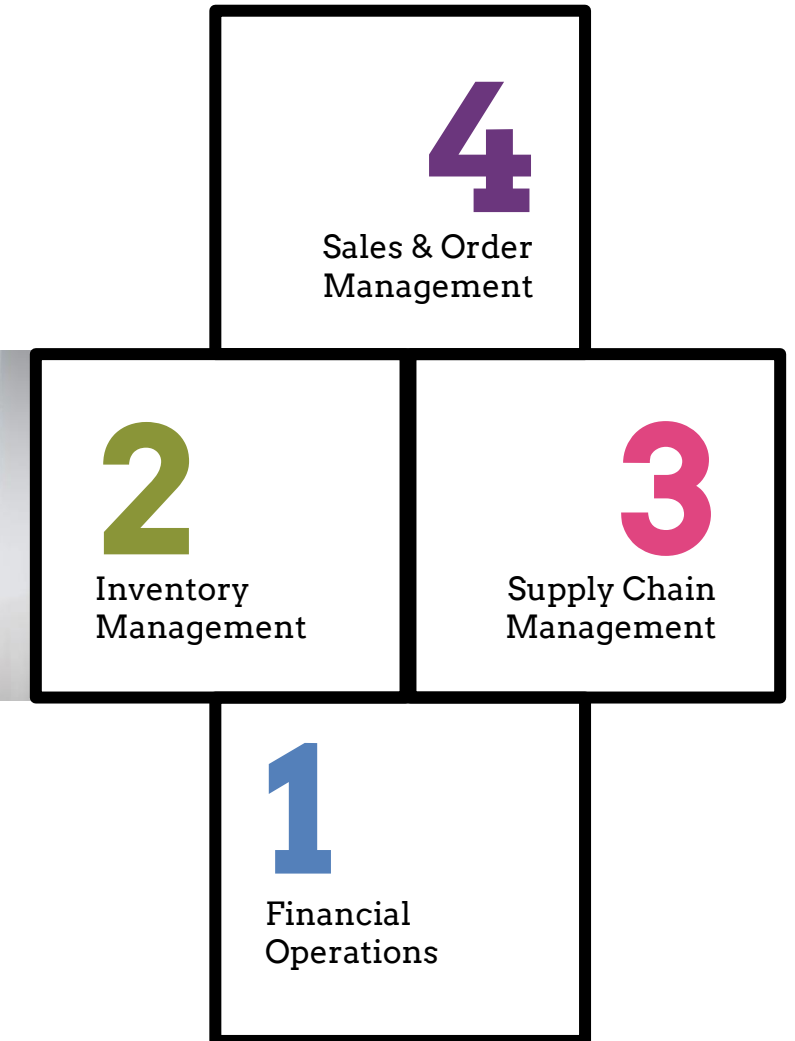 4
Sales & Order
Management
2
Inventory
Management
3
Supply Chain
Management
1
Financial
Operations